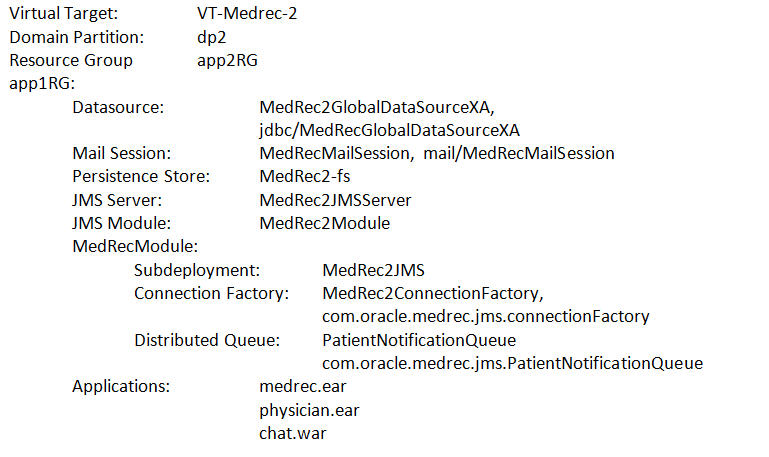 Virtual Target: VT-Medrec-2
Domain Partition: dp2
Resource Group app2RG
app1RG:
Datasource: MedRec2GlobalDataSourceXA,
jdbc/MedRecGlobalDataSourceXA
Mail Session: MedRecMailSession, mail/MedRecMailSession
Persistence Store: MedRec2-fs
JMS Server: MedRec2JMSServer
JMS Module: MedRec2Module
MedRecModule:
Subdeployment: MedRec2JMS
Connection Factory: MedRec2ConnectionFactory,
com.oracle.medrec.jms.connectionFactory
Distributed Queue: PatientNotificationQueue
com.oracle.medrec.jms.PatientNotificationQueue
Applications: medrec.ear
physician.ear
chat.war